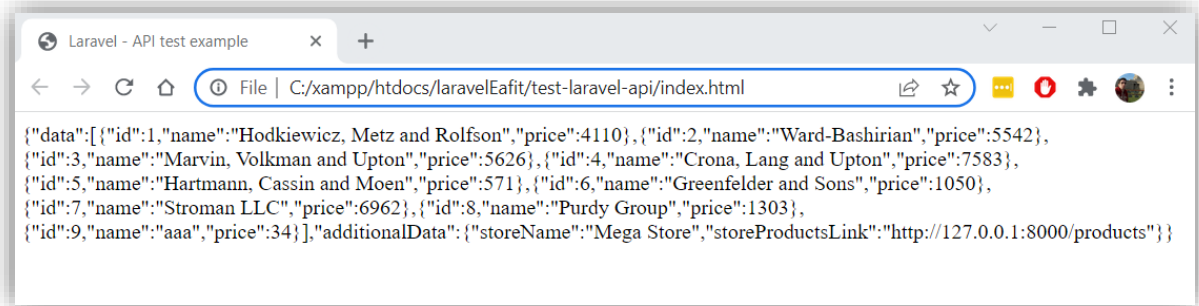 Laravel - API test example
File | C:/xampp/htdocs/laravelEafit/test-laravel-api/index.html
{"data":[{"id":1,"name":"Hodkiewicz, Metz and Rolfson","price":4110},{"id":2,"name":"Ward-Bashirian","price":5542},
{"id":3,"name":"Marvin, Volkman and Upton","price":5626},{"id":4,"name":"Crona, Lang and Upton","price":7583},
{"id":5,"name":"Hartmann, Cassin and Moen","price":571},{"id":6,"name":"Greenfelder and Sons","price":1050},
{"id":7,"name":"Stroman LLC","price":6962},{"id":8,"name":"Purdy Group","price":1303},
{"id":9,"name":"aaa","price":34}],"additionalData":{"storeName":"Mega Store","storeProductsLink":"http://127.0.0.1:8000/products"}}